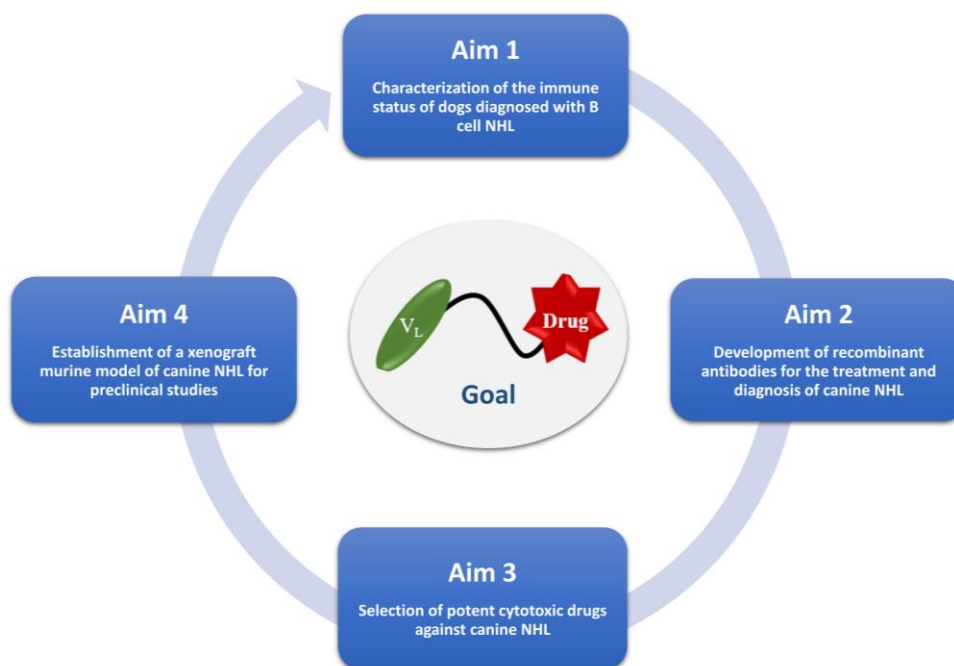 Aim 1
Characterization of the immune
status of dogs diagnosed with B
cell NHL
Aim 2
Development of recombinant
antibodies for the treatment and
diagnosis of canine NHL
Aim 3
Selection of potent cytotoxic drugs
against canine NHL
Aim 4
Establishment of a xenograft
murine model of canine NHL for
preclinical studies
VL
Drug
Goal